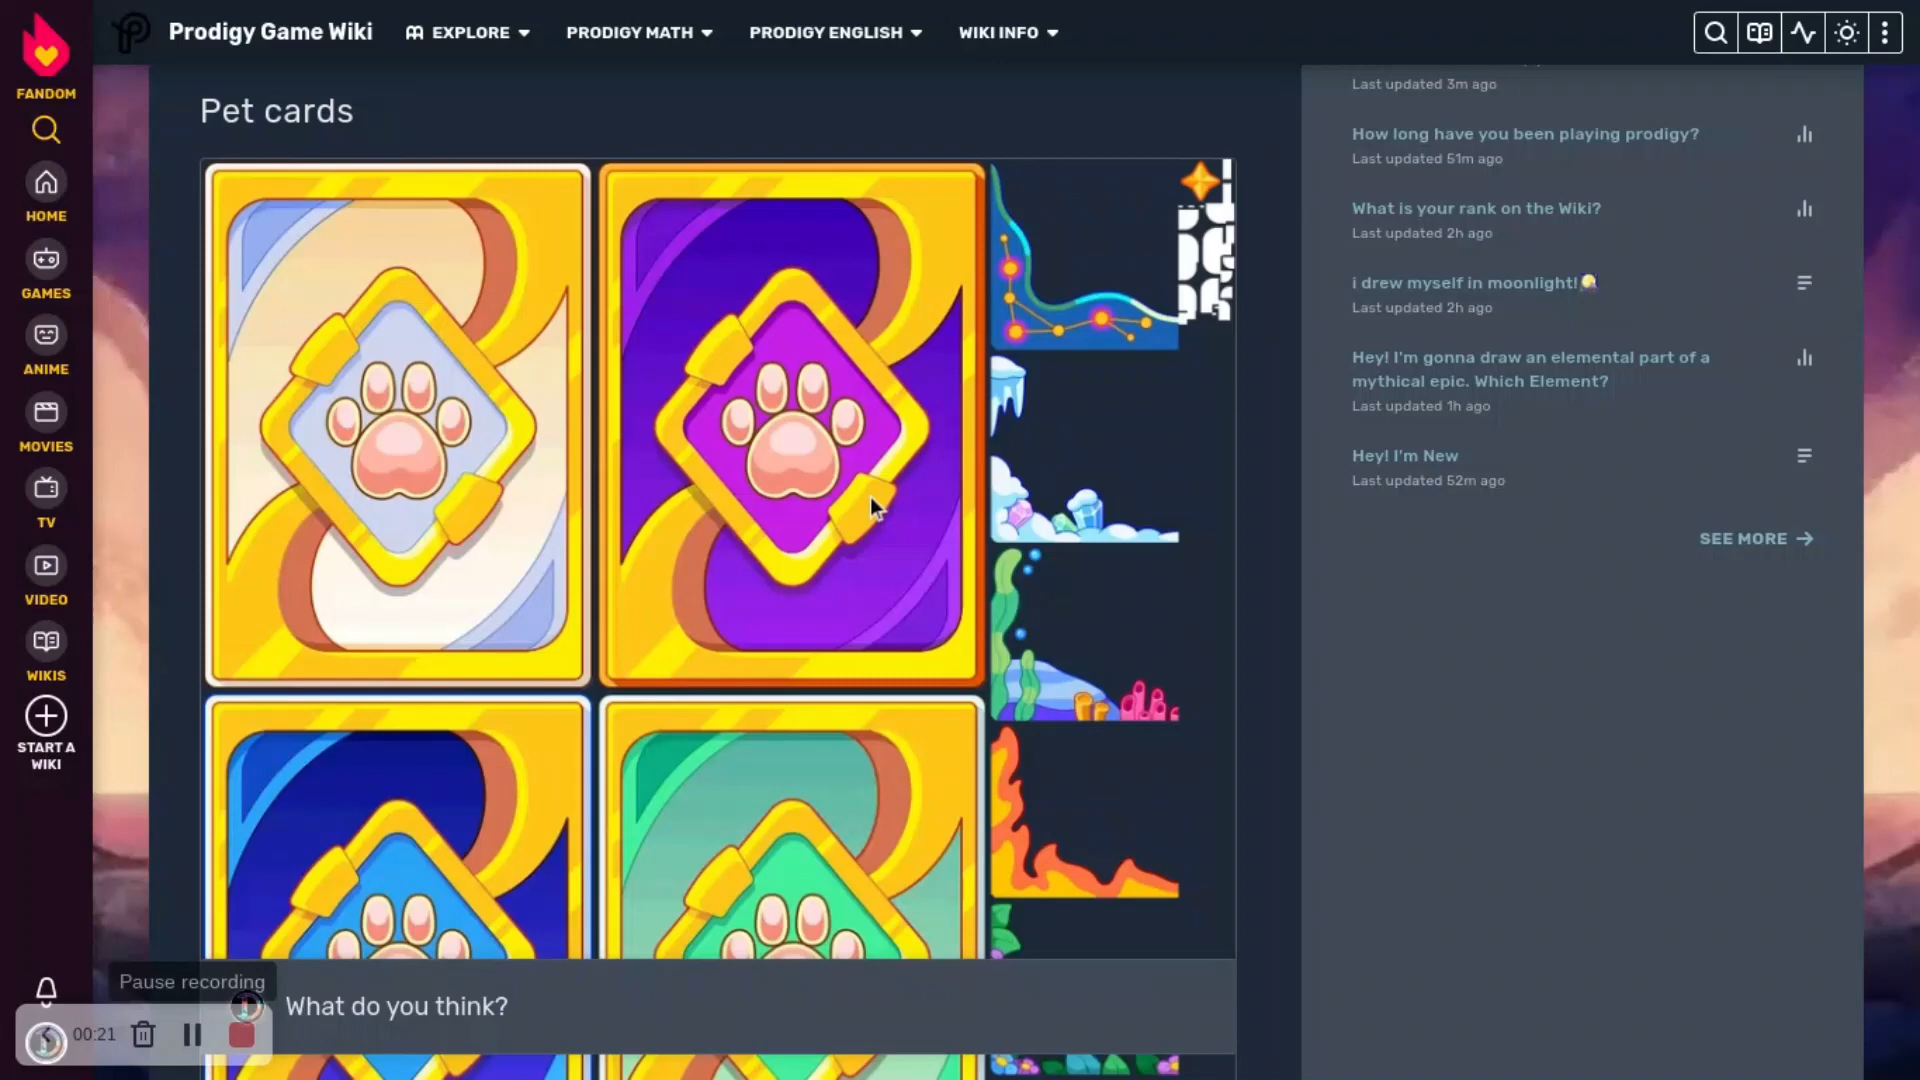 Prodigy Game Wiki
EXPLORE
PRODIGY MATH
PRODIGY ENGLISH
WIKI INFO
FANDOM
HOME
GAMES
ANIME
MOVIES
TV
VIDEO
WIKIS
START A
WIKI
Pet cards
Last updated 3m ago
How long have you been playing prodigy?
Last updated 51m ago
What is your rank on the Wiki?
Last updated 2h ago
i drew myself in moonlight!
Last updated 2h ago
Hey! I'm gonna draw an elemental part of a
mythical epic. Which Element?
Last updated 1h ago
Hey! I'm New
Last updated 52m ago
SEE MORE
Pause recording
What do you think?
00:21